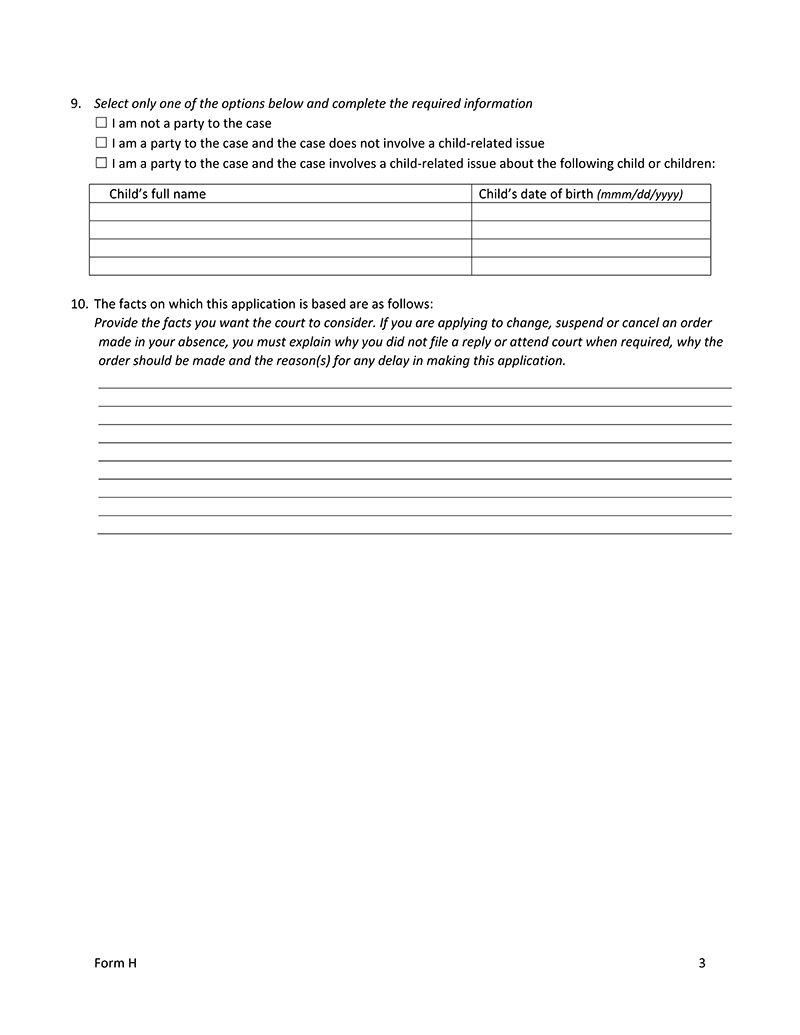 9. Select only one of the options below and complete the required information
☐ I am not a party to the case
☐ I am a party to the case and the case does not involve a child-related issue
☐ I am a party to the case and the case involves a child-related issue about the following child or children:
Child's full name Child's date of birth (mmm/dd/yyyy)
10. The facts on which this application is based are as follows:
Provide the facts you want the court to consider. If you are applying to change, suspend or cancel an order
made in your absence, you must explain why you did not file a reply or attend court when required, why the
order should be made and the reason(s) for any delay in making this application.
Form H 3